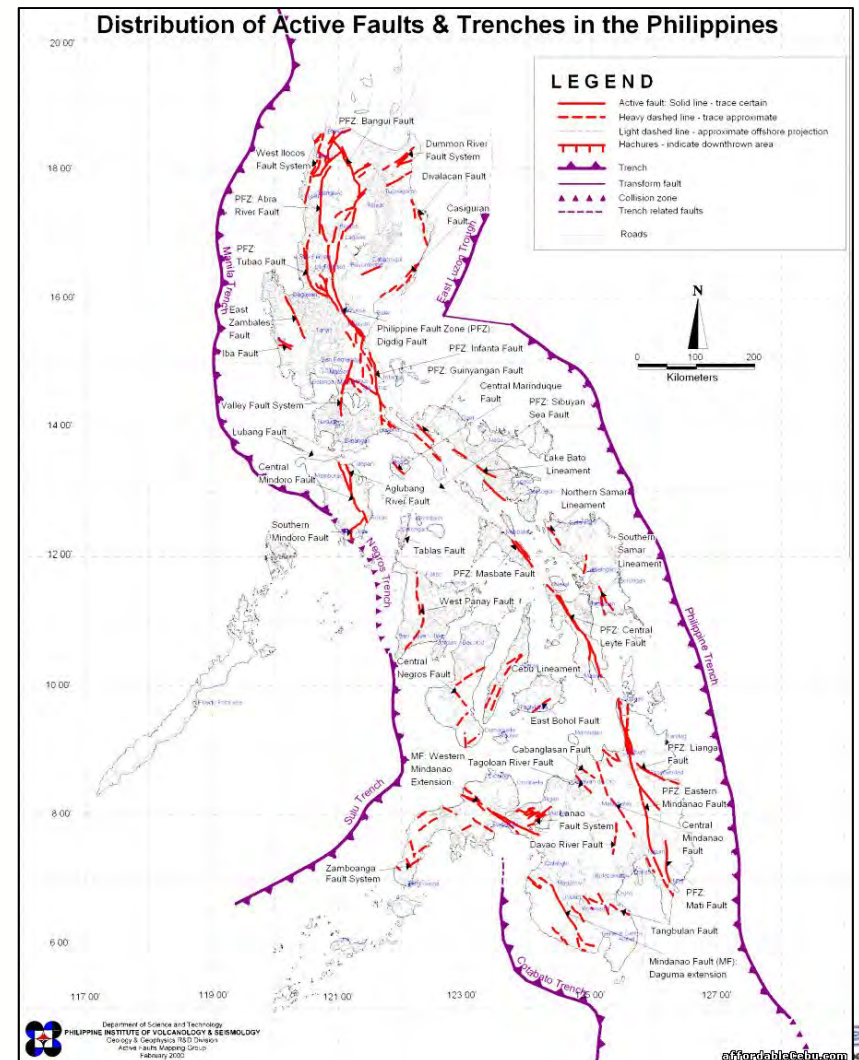 Distribution of Active Faults & Trenches in the Philippines
20 00'
18 00'
16 00'
14 00'
12 00'
10 00'
8 00'
6 00'
117 00'
119 00'
121 00'
123 00'
125 00'
127 00'
LEGEND
Active fault: Solid line - trace certain
Heavy dashed line - trace approximate
Light dashed line - approximate offshore projection
Hachures - indicate downthrown area
Trench
Transform fault
Collision zone
Trench related faults
Roads
N
0 100 200
Kilometers
PFZ: Bangui Fault
West Ilocos
Fault System
Dummon River
Fault System
Divalacan Fault
PFZ: Abra
River Fault
Casiguran
Fault
PFZ
Tubao Fault
Manila Trench
East Luzon Trough
East
Zambales
Fault
Iba Fault
Philippine Fault Zone (PFZ):
Digdig Fault
PFZ: Infanta Fault
PFZ: Guinyangan Fault
Central Marinduque
Fault
PFZ: Sibuyan
Sea Fault
Valley Fault System
Lubang Fault
Central
Mindoro Fault
Aglubang
River Fault
Lake Bato
Lineament
Northern Samar
Lineament
Southern
Mindoro Fault
Negros Trench
Tablas Fault
Southern
Samar
Lineament
PFZ: Masbate Fault
West Panay Fault
PFZ: Central
Leyte Fault
Philippine Trench
Central
Negros Fault
Cebu Lineament
East Bohol Fault
MF: Western
Mindanao
Extension
Cabanglasan Fault
Tagoloan River Fault
PFZ: Lianga
Fault
PFZ: Eastern
Mindanao Fault
Sulu Trench
Lanao
Fault System
Central
Mindanao
Fault
Davao River Fault
Zamboanga
Fault System
PFZ:
Mati Fault
Tangbulan Fault
Mindanao Fault (MF):
Daguma extension
Cotabato Trench
Department of Science and Technology
PHILIPPINE INSTITUTE OF VOLCANOLOGY & SEISMOLOGY
Geology & Geophysics R&D Division
Active Faults Mapping Group
February 2000
affordableCebu.com